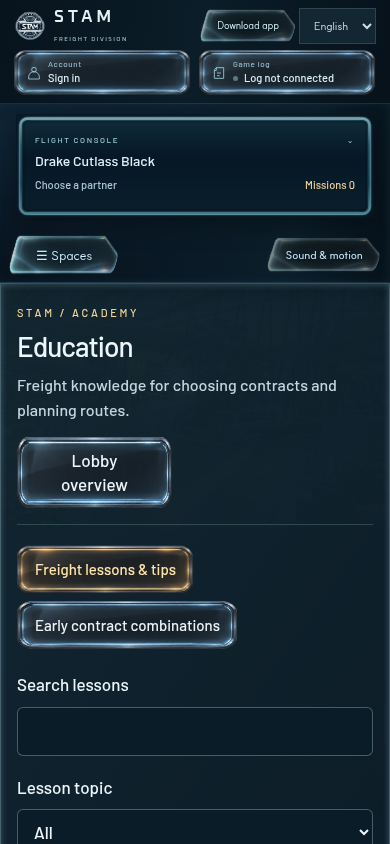 STAM
FREIGHT DIVISION
Download app
English
Account
Sign in
Game log
Log not connected
FLIGHT CONSOLE
Drake Cutlass Black
Choose a partner
Missions 0
☰ Spaces
Sound & motion
STAM / ACADEMY
Education
Freight knowledge for choosing contracts and
planning routes.
Lobby
overview
Freight lessons & tips
Early contract combinations
Search lessons
Lesson topic
All